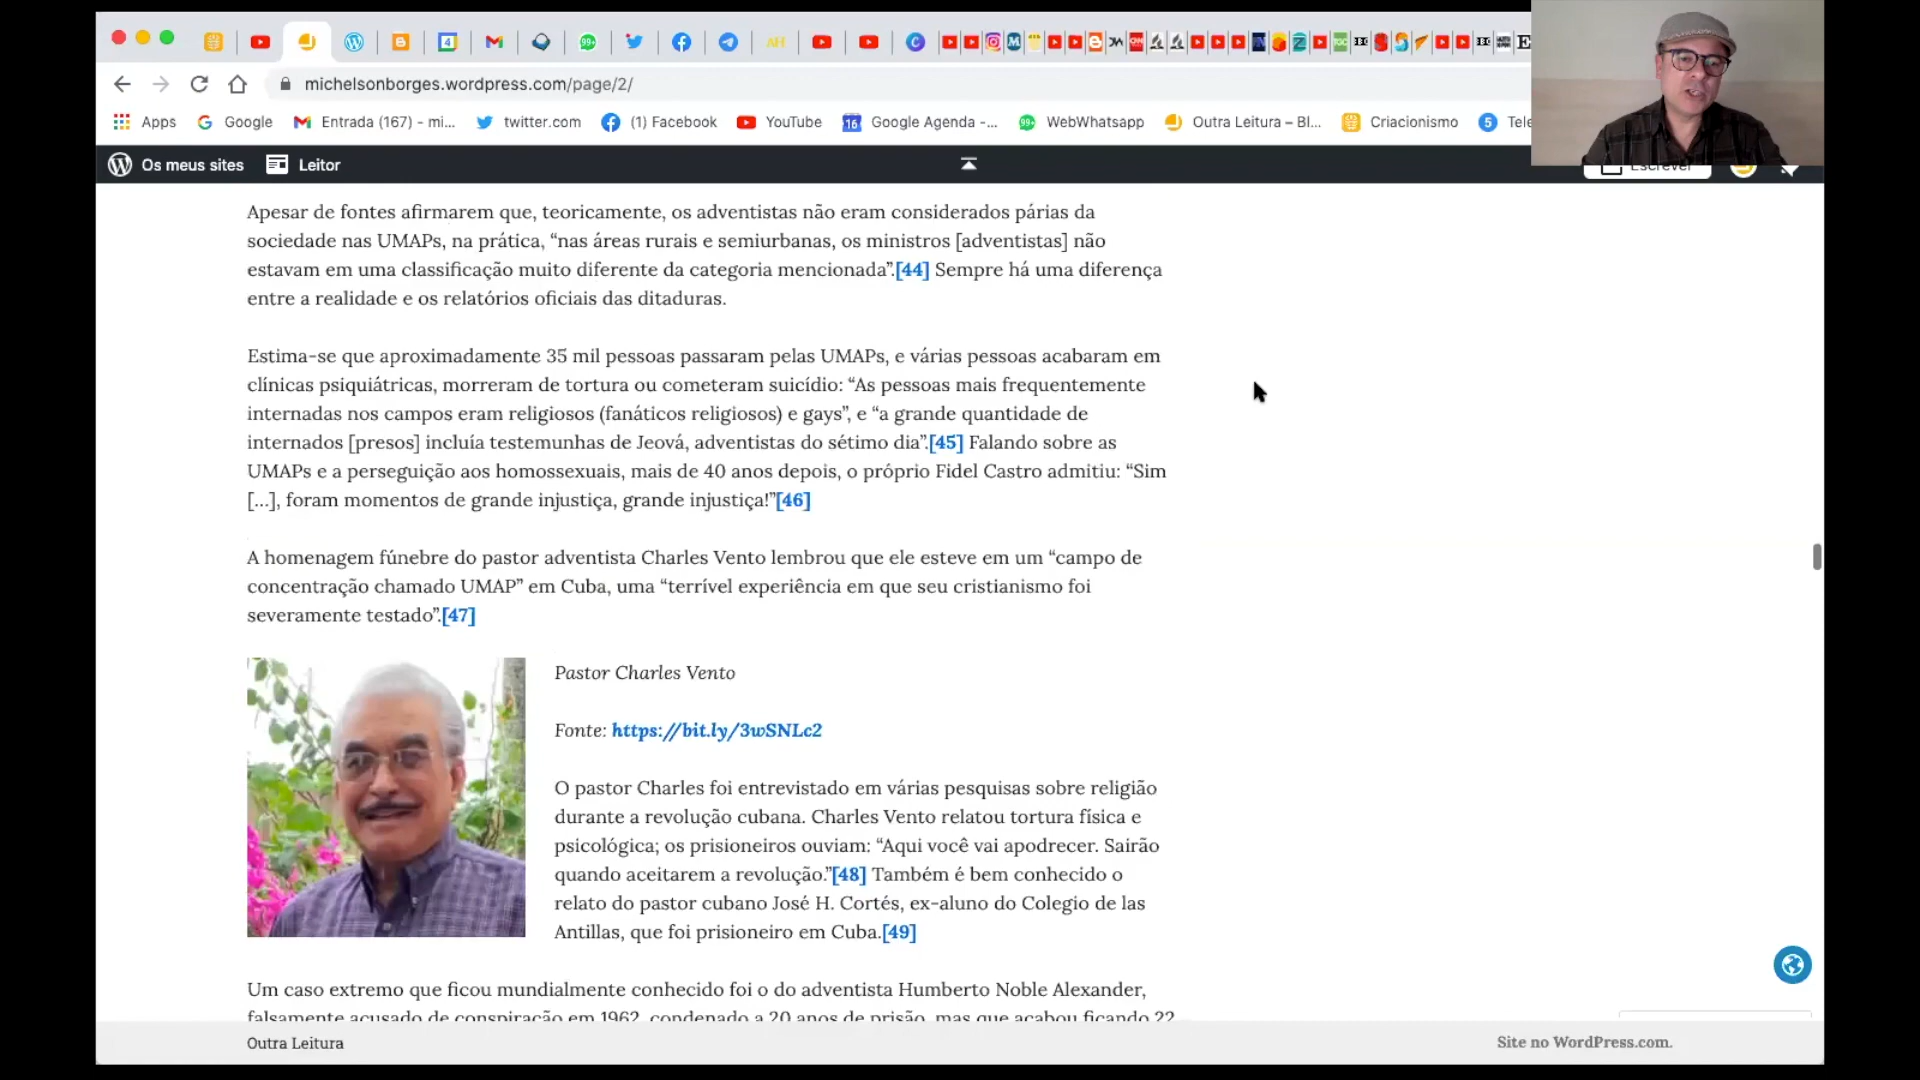 michelsonborges.wordpress.com/page/2/
Apps Google Entrada (167) – mi... twitter.com (1) Facebook YouTube 16 Google Agenda -... 99+ WebWhatsapp Outra Leitura – Bl... Criacionismo 5
Os meus sites Leitor Escrever
Apesar de fontes afirmarem que, teoricamente, os adventistas não eram considerados párias da
sociedade nas UMAPs, na prática, “nas áreas rurais e semiurbanas, os ministros [adventistas] não
estavam em uma classificação muito diferente da categoria mencionada”.[44] Sempre há uma diferença
entre a realidade e os relatórios oficiais das ditaduras.
Estima-se que aproximadamente 35 mil pessoas passaram pelas UMAPs, e várias pessoas acabaram em
clínicas psiquiátricas, morreram de tortura ou cometeram suicídio: “As pessoas mais frequentemente
internadas nos campos eram religiosos (fanáticos religiosos) e gays”, e “a grande quantidade de
internados [presos] incluía testemunhas de Jeová, adventistas do sétimo dia”.[45] Falando sobre as
UMAPs e a perseguição aos homossexuais, mais de 40 anos depois, o próprio Fidel Castro admitiu: “Sim
[…], foram momentos de grande injustiça, grande injustiça!”[46]
A homenagem fúnebre do pastor adventista Charles Vento lembrou que ele esteve em um “campo de
concentração chamado UMAP” em Cuba, uma “terrível experiência em que seu cristianismo foi
severamente testado”.[47]
Pastor Charles Vento
Fonte: https://bit.ly/3wSNLc2
O pastor Charles foi entrevistado em várias pesquisas sobre religião
durante a revolução cubana. Charles Vento relatou tortura física e
psicológica; os prisioneiros ouviam: “Aqui você vai apodrecer. Sairão
quando aceitarem a revolução.”[48] Também é bem conhecido o
relato do pastor cubano José H. Cortés, ex-aluno do Colegio de las
Antillas, que foi prisioneiro em Cuba.[49]
Um caso extremo que ficou mundialmente conhecido foi o do adventista Humberto Noble Alexander,
falsamente acusado de conspiração em 1962, condenado a 20 anos de prisão, mas que acabou ficando 22
Outra Leitura Site no WordPress.com.